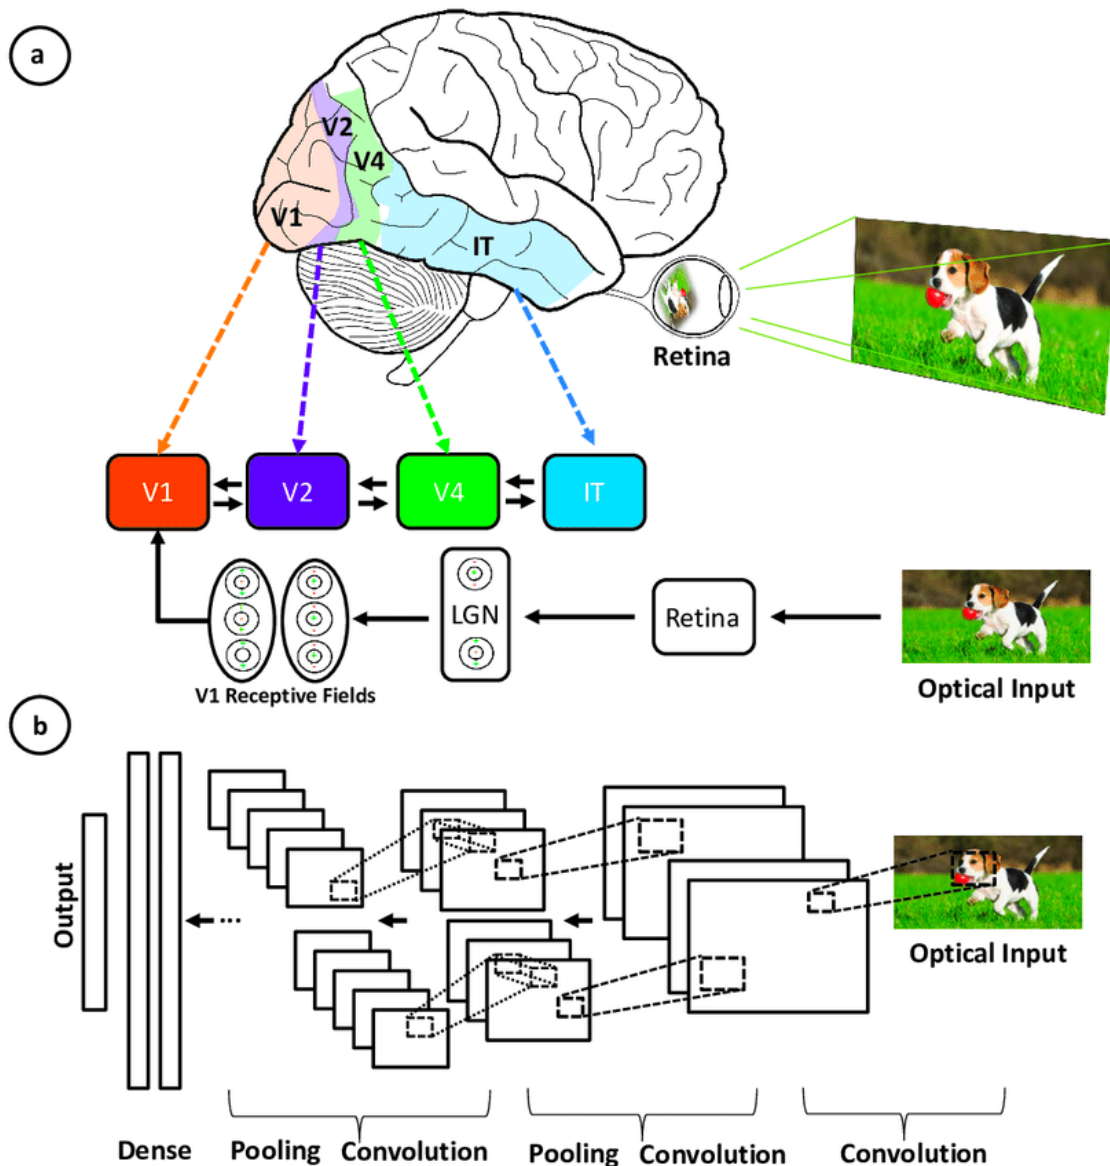 a
V2
V4
V1
IT
Retina
V1
V2
V4
IT
LGN
Retina
V1 Receptive Fields
Optical Input
b
Output
...
Optical Input
Dense
Pooling
Convolution
Pooling
Convolution
Convolution